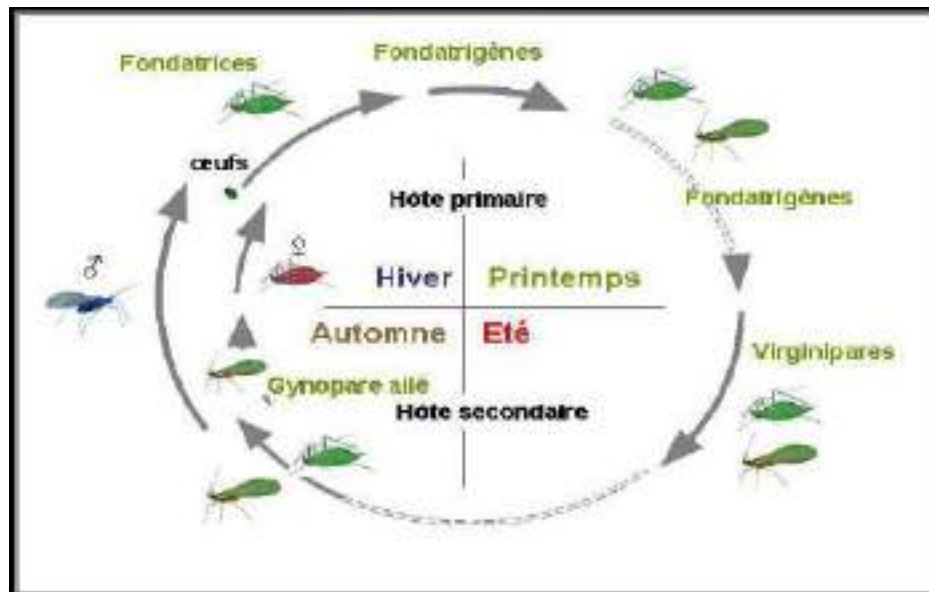 Fondatrices
Fondatrigènes
œufs
Fondatrigènes
Hôte primaire
♂
♀
Hiver
Printemps
Automne
Eté
Virginipares
Gynopare ailé
Hôte secondaire